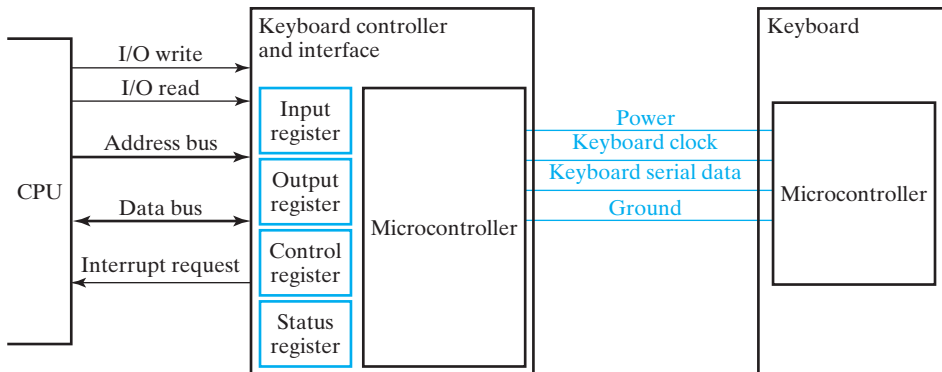 CPU
I/O write
I/O read
Address bus
Data bus
Interrupt request
Keyboard controller
and interface
Input
register
Output
register
Control
register
Status
register
Microcontroller
Power
Keyboard clock
Keyboard serial data
Ground
Keyboard
Microcontroller